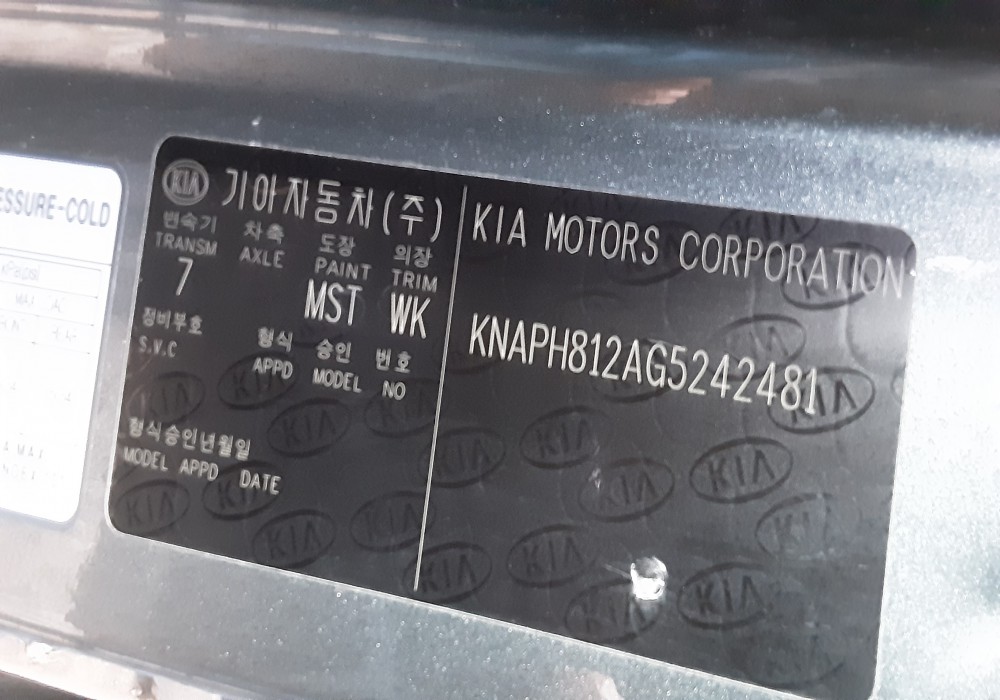 ESSURE-COLD
KIA 기아자동차(주)
변속기 차축 도장 의장
TRANSM AXLE PAINT TRIM
7 MST WK
정비부호 형식 승인 번호
S.V.C APPD MODEL NO
형식승인년월일
MODEL APPD DATE
KIA MOTORS CORPORATION
KNAPH812AG5242481